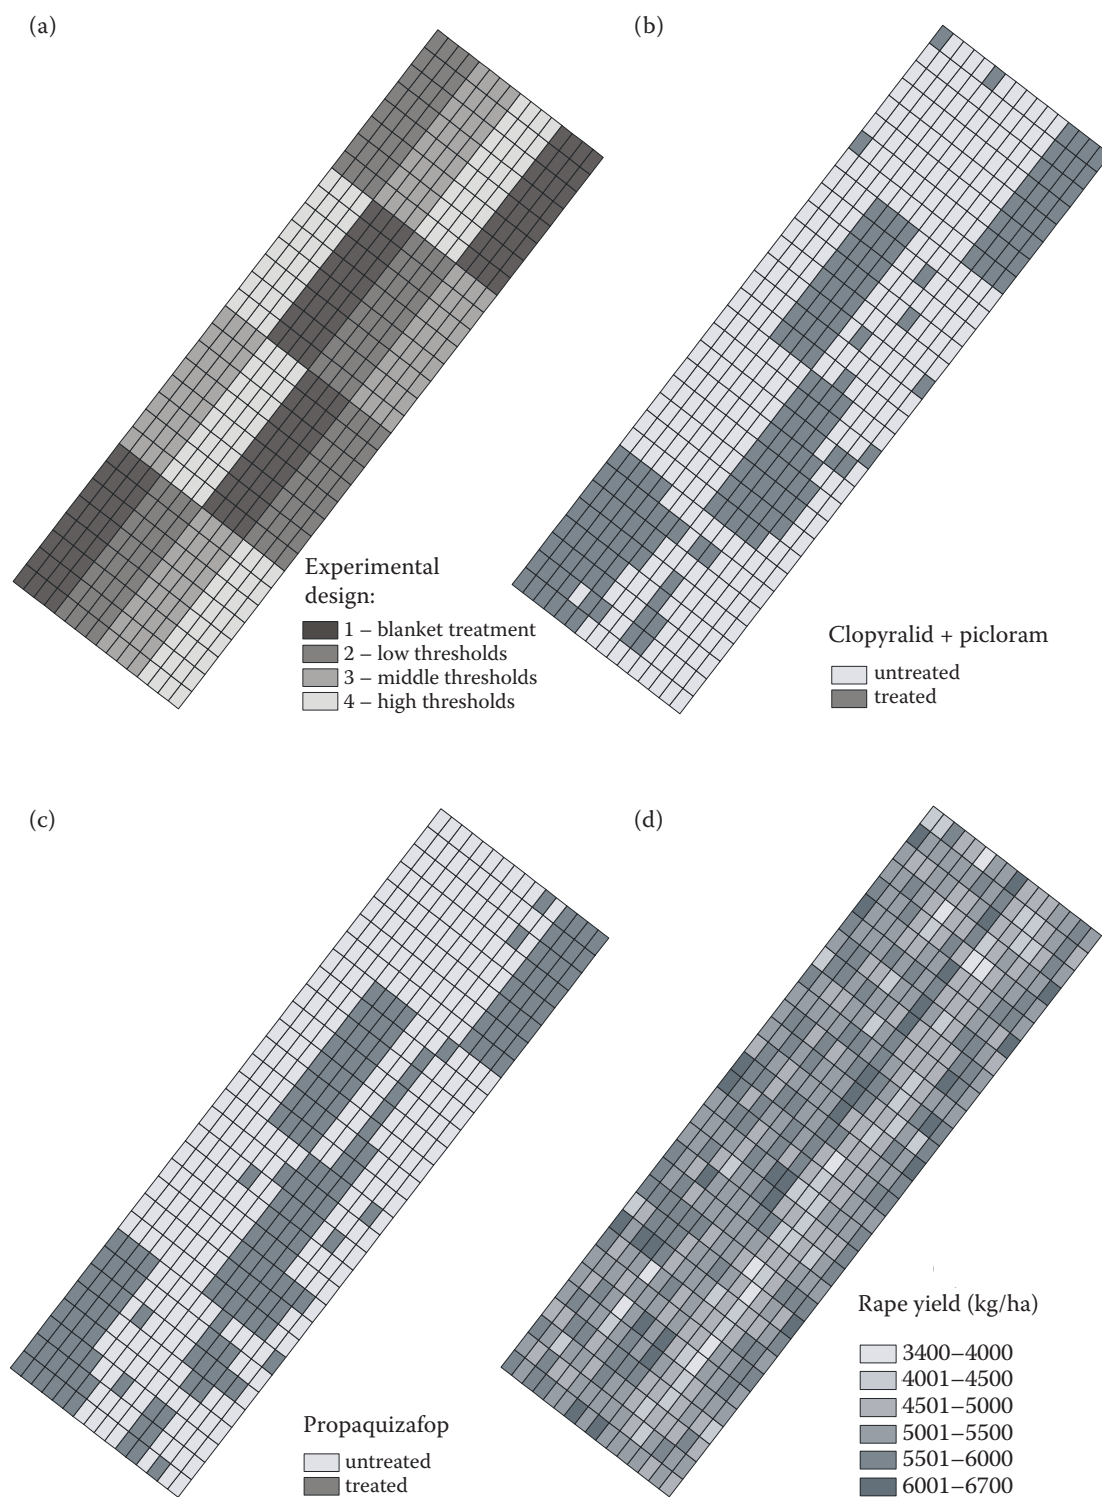 (a)
(b)
Experimental
design:
1 – blanket treatment
2 – low thresholds
3 – middle thresholds
4 – high thresholds
Clopyralid + picloram
untreated
treated
(c)
(d)
Propaquizafop
untreated
treated
Rape yield (kg/ha)
3400–4000
4001–4500
4501–5000
5001–5500
5501–6000
6001–6700